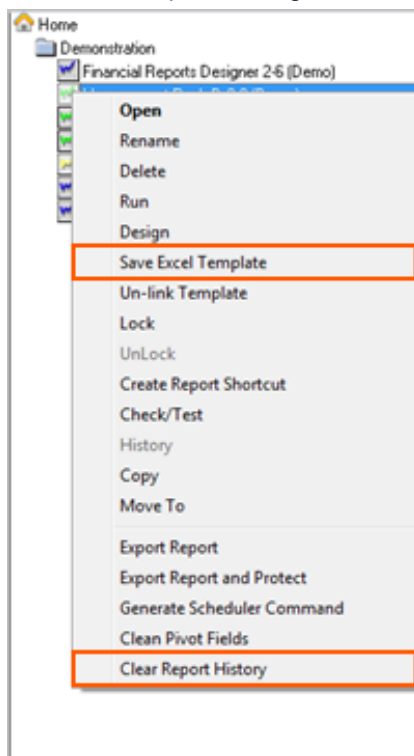 Home
Demonstration
Financial Reports Designer 2-6 (Demo)
Open
Rename
Delete
Run
Design
Save Excel Template
Un-link Template
Lock
UnLock
Create Report Shortcut
Check/Test
History
Copy
Move To
Export Report
Export Report and Protect
Generate Scheduler Command
Clean Pivot Fields
Clear Report History